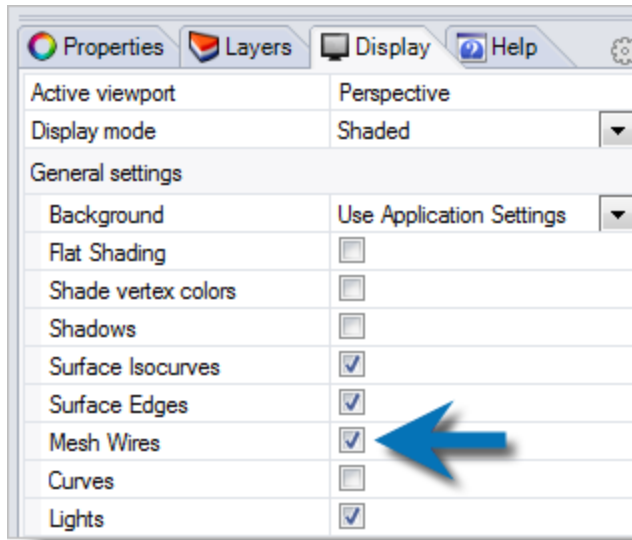 Properties Layers Display Help
Active viewport Perspective
Display mode Shaded
General settings
Background Use Application Settings
Flat Shading
Shade vertex colors
Shadows
Surface Isocurves
Surface Edges
Mesh Wires
Curves
Lights